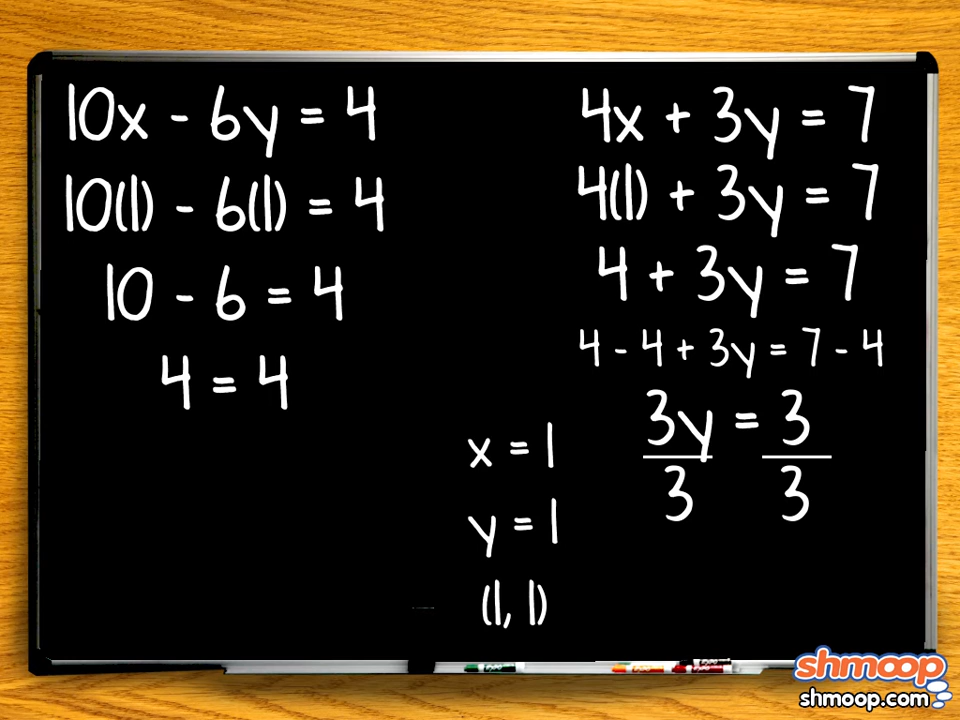 10x - 6y = 4
10(1) - 6(1) = 4
10 - 6 = 4
4 = 4
4x + 3y = 7
4(1) + 3y = 7
4 + 3y = 7
4 - 4 + 3y = 7 - 4
3y = 3
3 3
x = 1
y = 1
(1, 1)
shmoop
shmoop.com